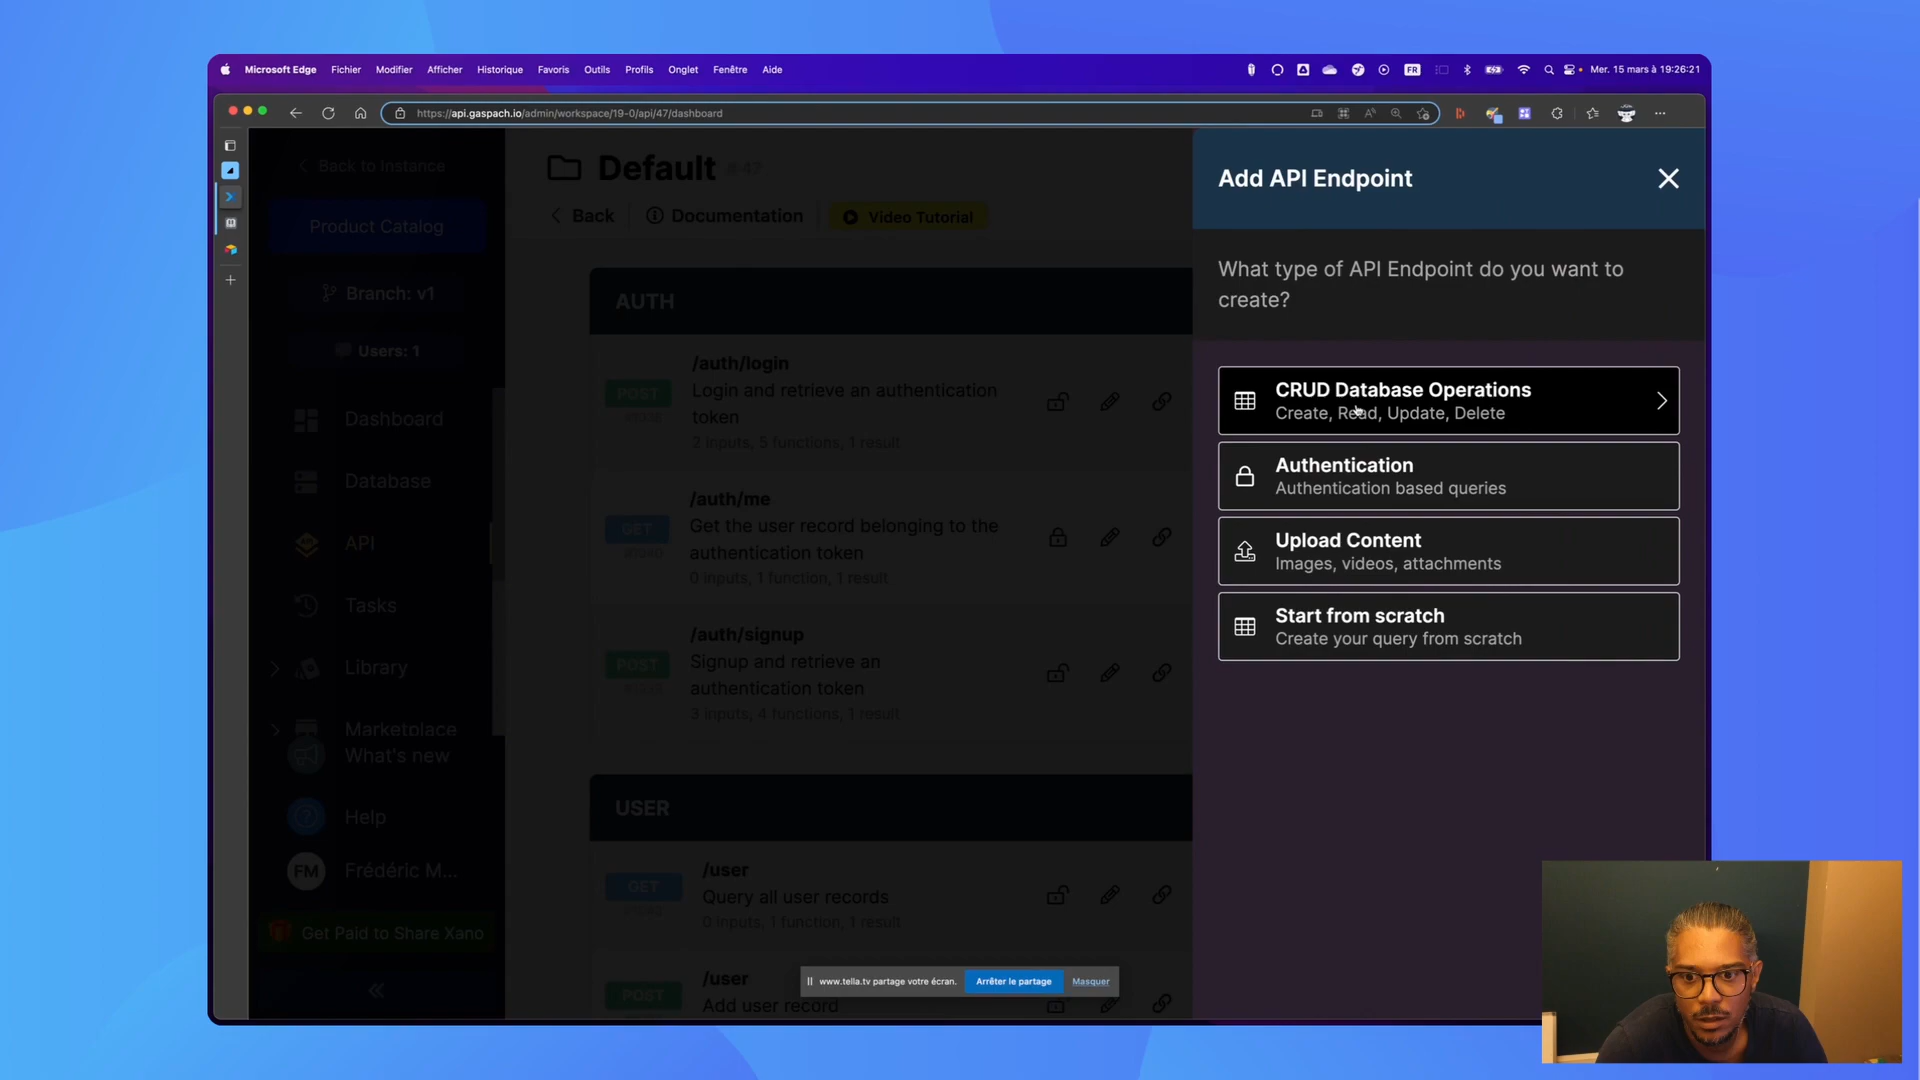 Microsoft Edge Fichier Modifier Afficher Historique Favoris Outils Profils Onglet Fenêtre Aide FR Mer. 15 mars à 19:26:21
https://api.gaspach.io/admin/workspace/19-0/api/47/dashboard
Back to Instance
Product Catalog
Branch: v1
Users: 1
Dashboard
Database
API
Tasks
Library
Marketplace
What's new
Help
FM Frédéric M...
Get Paid to Share Xano
Default #47
Back Documentation Video Tutorial
AUTH
/auth/login
POST Login and retrieve an authentication
token
2 inputs, 5 functions, 1 result
/auth/me
GET Get the user record belonging to the
authentication token
0 inputs, 1 function, 1 result
/auth/signup
POST Signup and retrieve an
authentication token
3 inputs, 4 functions, 1 result
USER
/user
GET Query all user records
0 inputs, 1 function, 1 result
/user
POST Add user record
www.tella.tv partage votre écran. Arrêter le partage Masquer
Add API Endpoint
What type of API Endpoint do you want to
create?
CRUD Database Operations
Create, Read, Update, Delete
Authentication
Authentication based queries
Upload Content
Images, videos, attachments
Start from scratch
Create your query from scratch